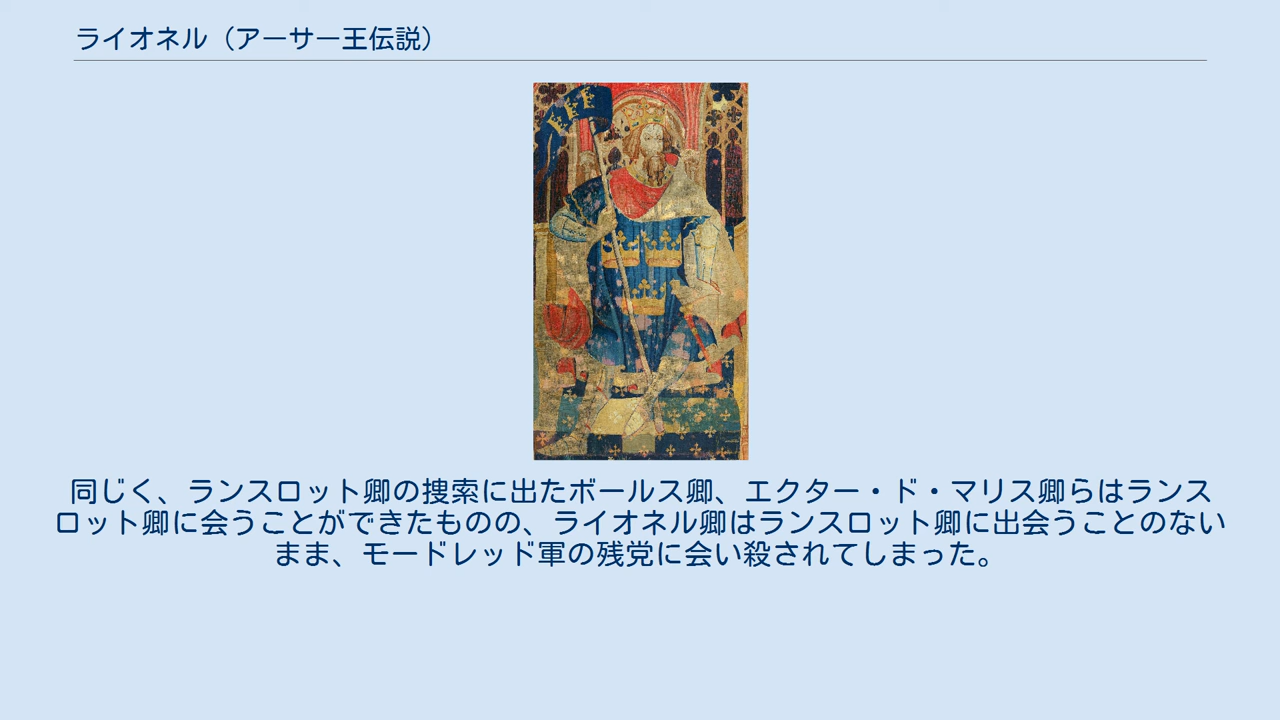 ライオネル（アーサー王伝説）
同じく、ランスロット卿の捜索に出たボールス卿、エクター・ド・マリス卿らはランス
ロット卿に会うことができたものの、ライオネル卿はランスロット卿に出会うことのない
まま、モードレッド軍の残党に会い殺されてしまった。